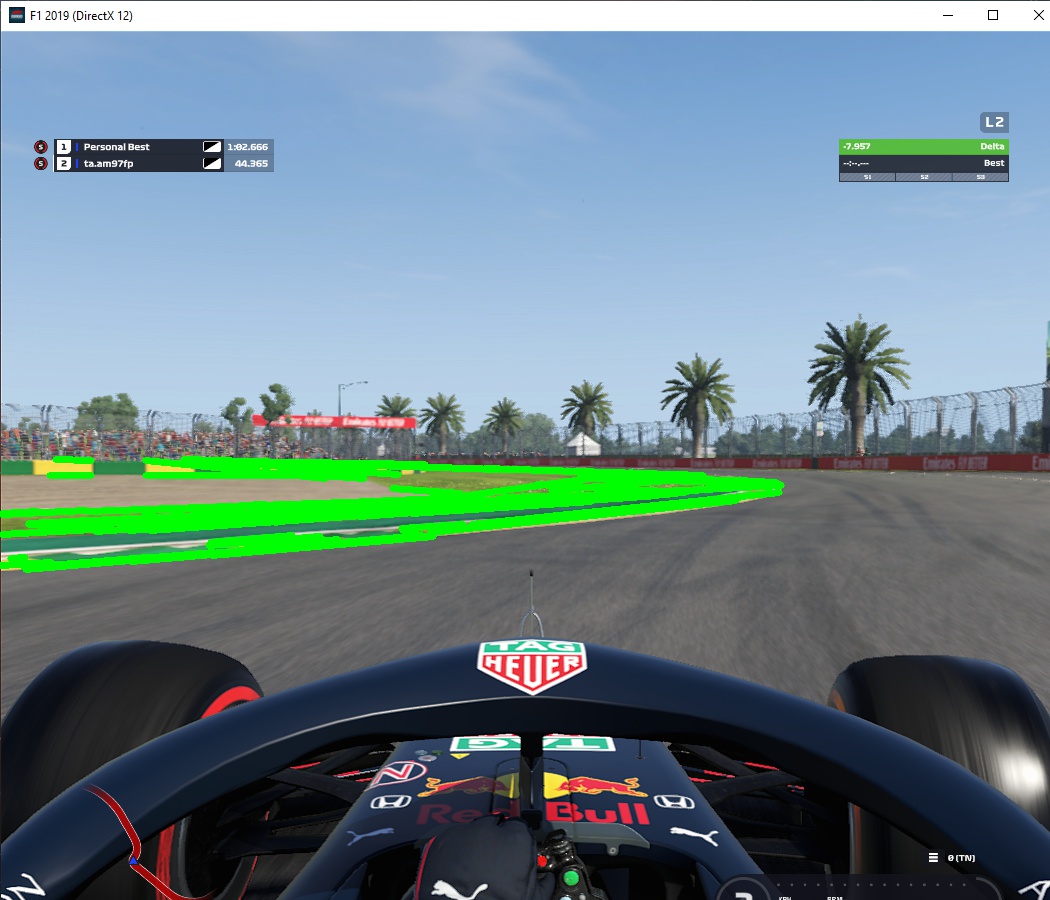 F1 2019 (DirectX 12)
L2
S 1 Personal Best 1:02.666
S 2 ta.am97fp 44.365
-7.957 Delta
--:--.--- Best
S1 S2 S3
TAG
HEUER
TAG
Red Bull
0 (TN)